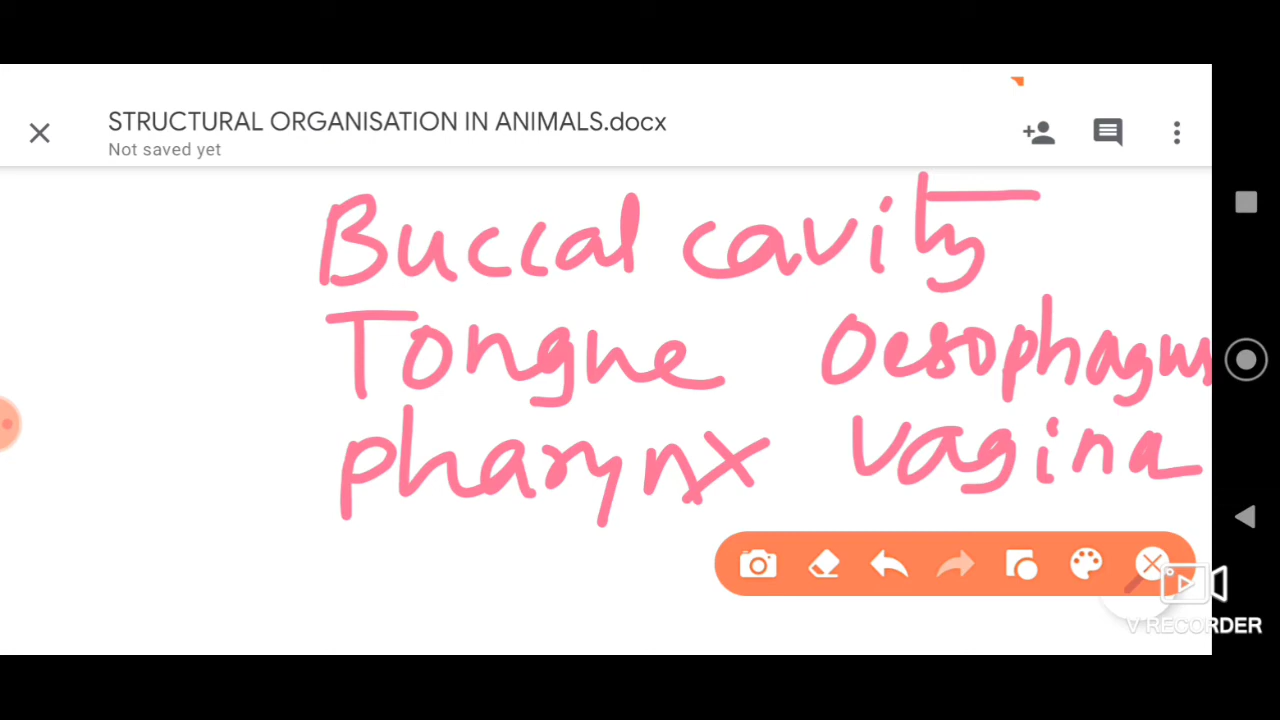 STRUCTURAL ORGANISATION IN ANIMALS.docx
Not saved yet
Buccal cavity
Tongue Oesophagus
pharynx vagina
V RECORDER